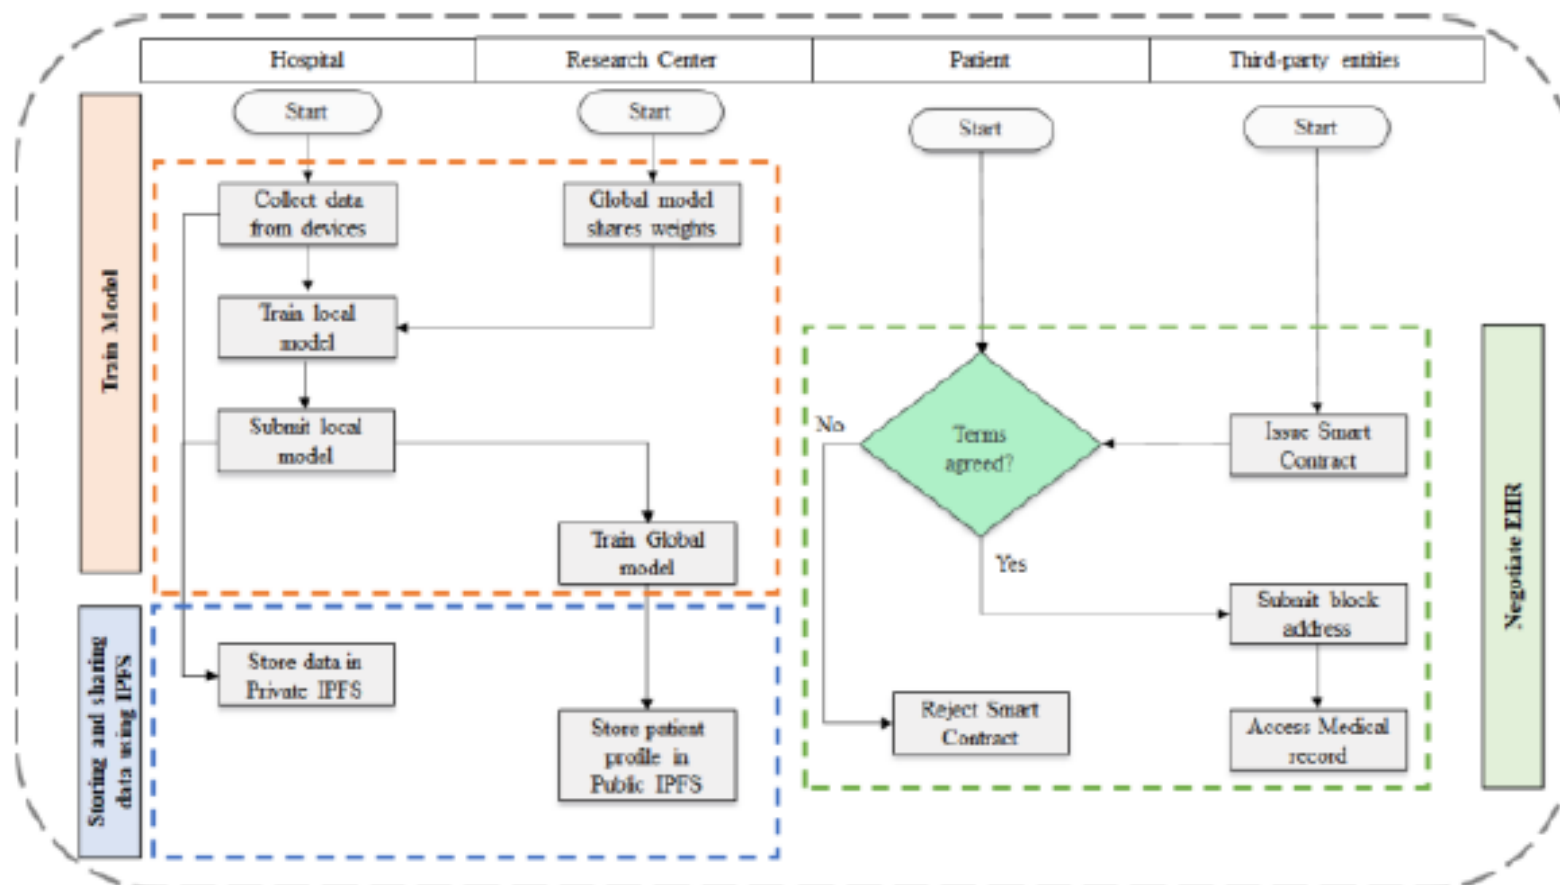 Hospital
Research Center
Patient
Third-party entities
Start
Start
Start
Start
Train Model
Collect data
from devices
Global model
shares weights
Train local
model
Submit local
model
Train Global
model
Storing and sharing
data using IPFS
Store data in
Private IPFS
Store patient
profile in
Public IPFS
No
Terms
agreed?
Yes
Issue Smart
Contract
Submit block
address
Reject Smart
Contract
Access Medical
record
Negotiate EHR